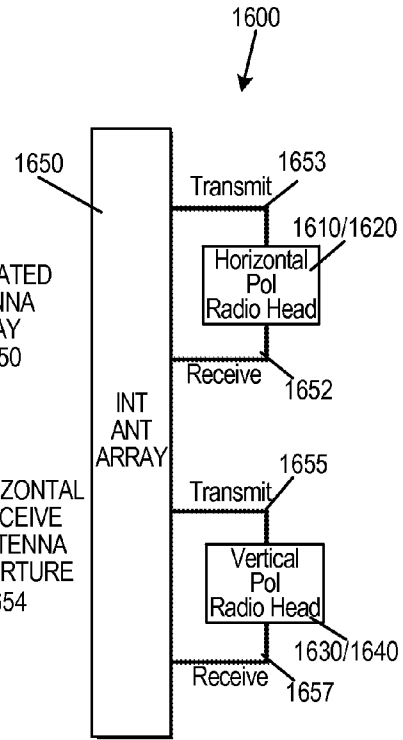 1600
1650
Transmit
1653
1610/1620
Horizontal
Pol
Radio Head
Receive
1652
INT
ANT
ARRAY
1655
Transmit
Vertical
Pol
Radio Head
1630/1640
Receive
1657
ATED
NNA
AY
50
ZONTAL
CEIVE
TENNA
RTURE
654